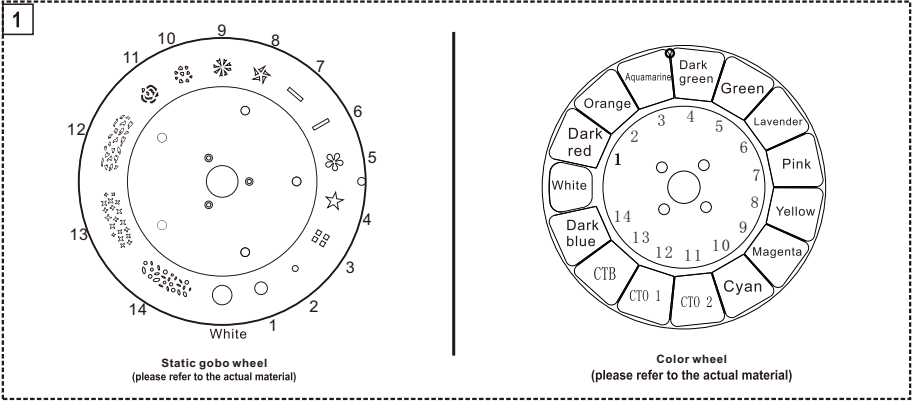 1
9
10
8
11
7
6
12
5
4
13
3
2
14
1
White
Static gobo wheel
(please refer to the actual material)
Aquamarine
Dark
green
Green
Orange
Lavender
Dark
red
Pink
White
Yellow
Dark
blue
Magenta
CTB
CTO 1
CTO 2
Cyan
1
2
3
4
5
6
7
8
9
10
11
12
13
14
Color wheel
(please refer to the actual material)